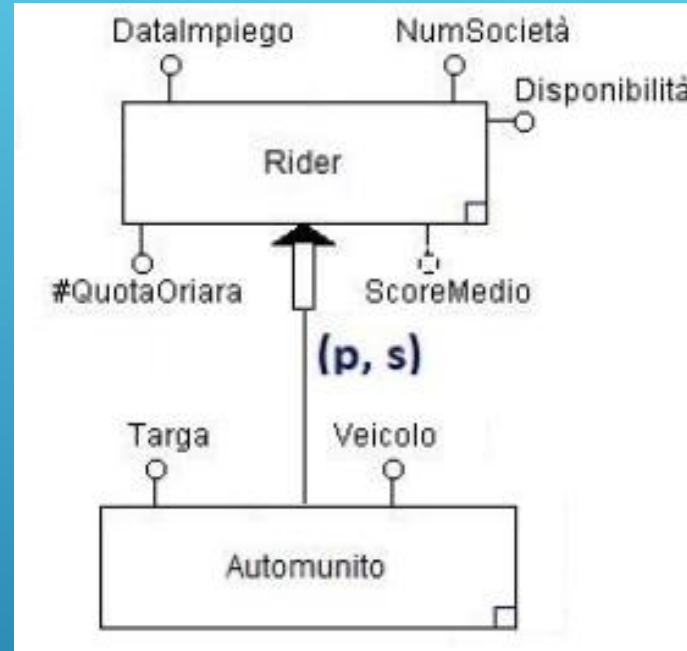 DataImpiego NumSocietà
Disponibilità
Rider
#QuotaOriara ScoreMedio
(p, s)
Targa Veicolo
Automunito